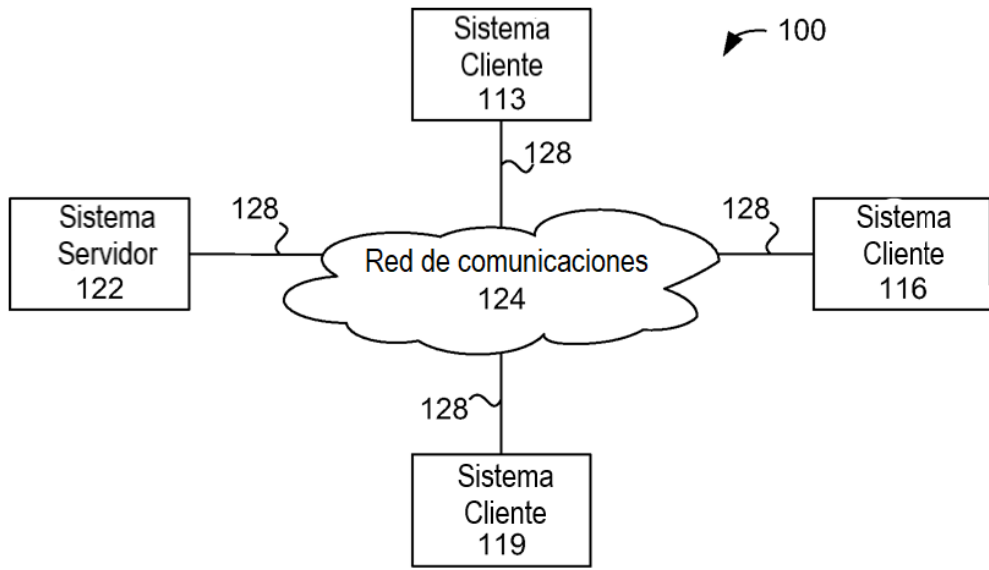 Sistema
Cliente
113
100
128
Sistema
Servidor
122
128
Red de comunicaciones
124
128
Sistema
Cliente
116
128
Sistema
Cliente
119